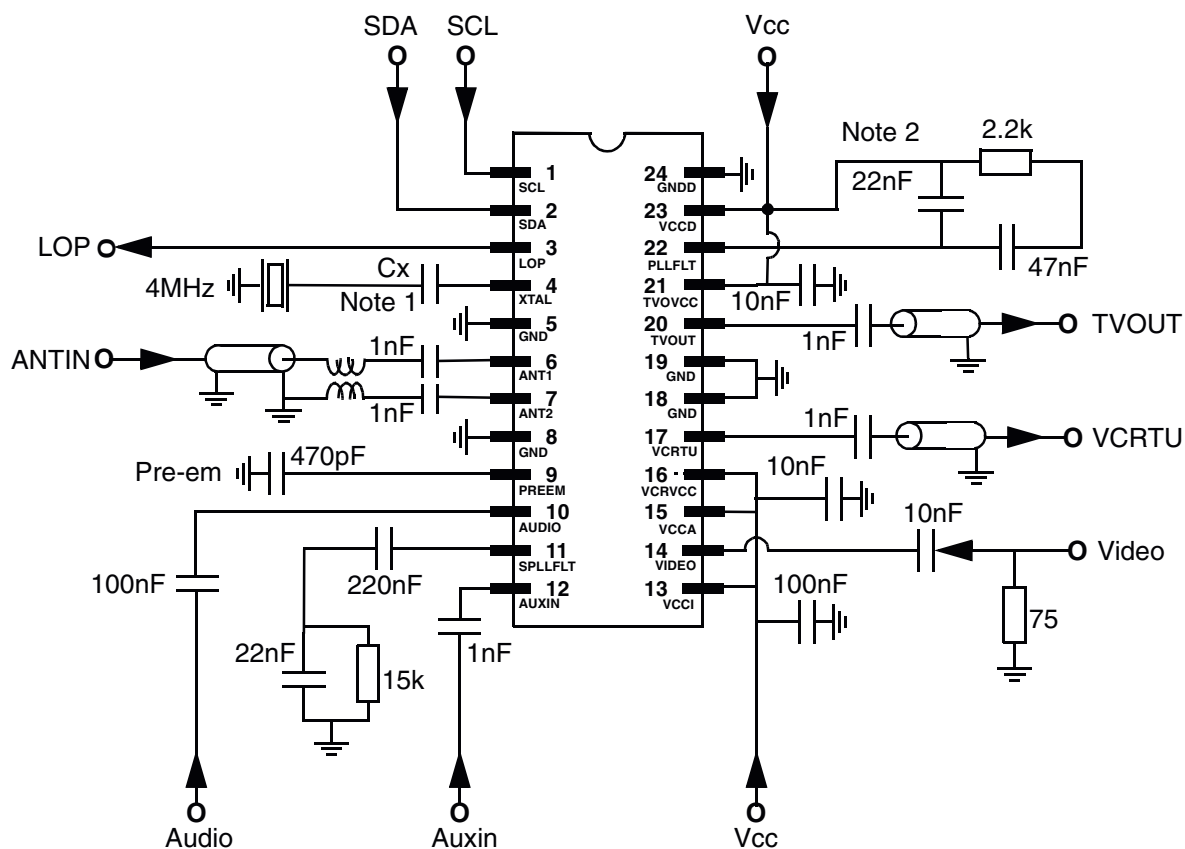 SDA SCL Vcc
Note 2 2.2k
1 SCL 24 GNDD
22nF
2 SDA 23 VCCD
LOP 3 LOP 22 PLLFLT 47nF
4MHz Cx Note 1 4 XTAL 21 TVOVCC 10nF
5 GND 20 TVOUT 1nF TVOUT
ANTIN 1nF 6 ANT1 19 GND
1nF 7 ANT2 18 GND
8 GND 17 VCRTU 1nF VCRTU
Pre-em 470pF 9 PREEM 16 VCRVCC 10nF
10 AUDIO 15 VCCA 10nF
100nF 220nF 11 SPLLFLT 14 VIDEO Video
12 AUXIN 13 VCCI 100nF
75
22nF 15k 1nF
Audio Auxin Vcc